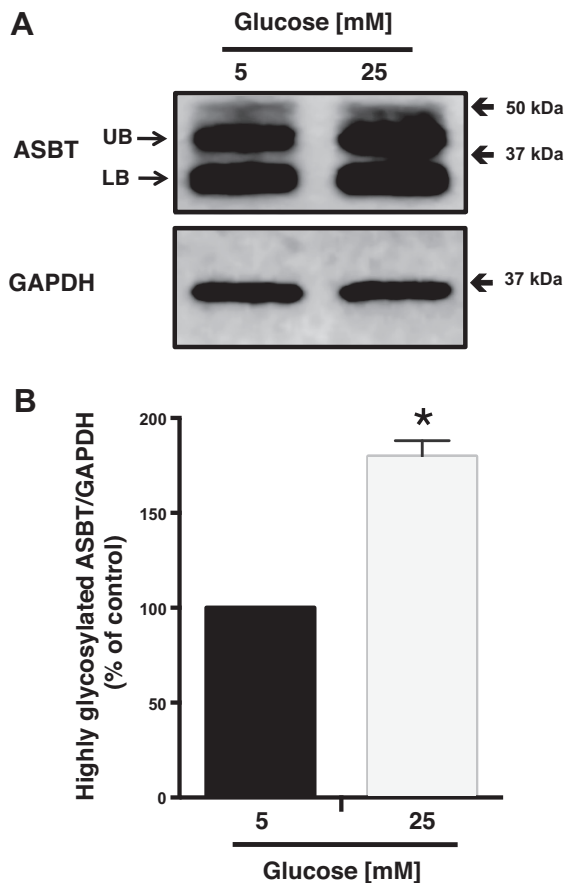 A
Glucose [mM]
5 25
50 kDa
UB
ASBT
37 kDa
LB
GAPDH
37 kDa
B
Highly glycosylated ASBT/GAPDH
(% of control)
200
150
100
50
0
*
5 25
Glucose [mM]